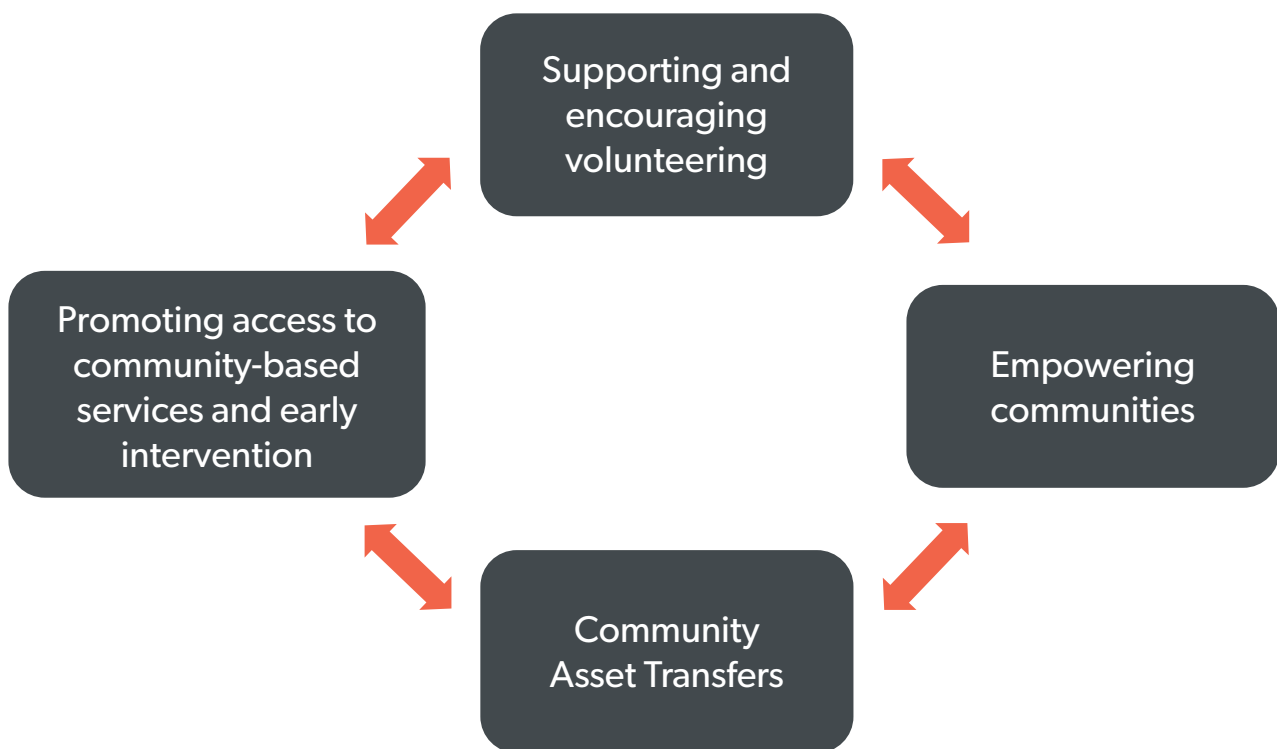 Supporting and
encouraging
volunteering
Promoting access to
community-based
services and early
intervention
Empowering
communities
Community
Asset Transfers